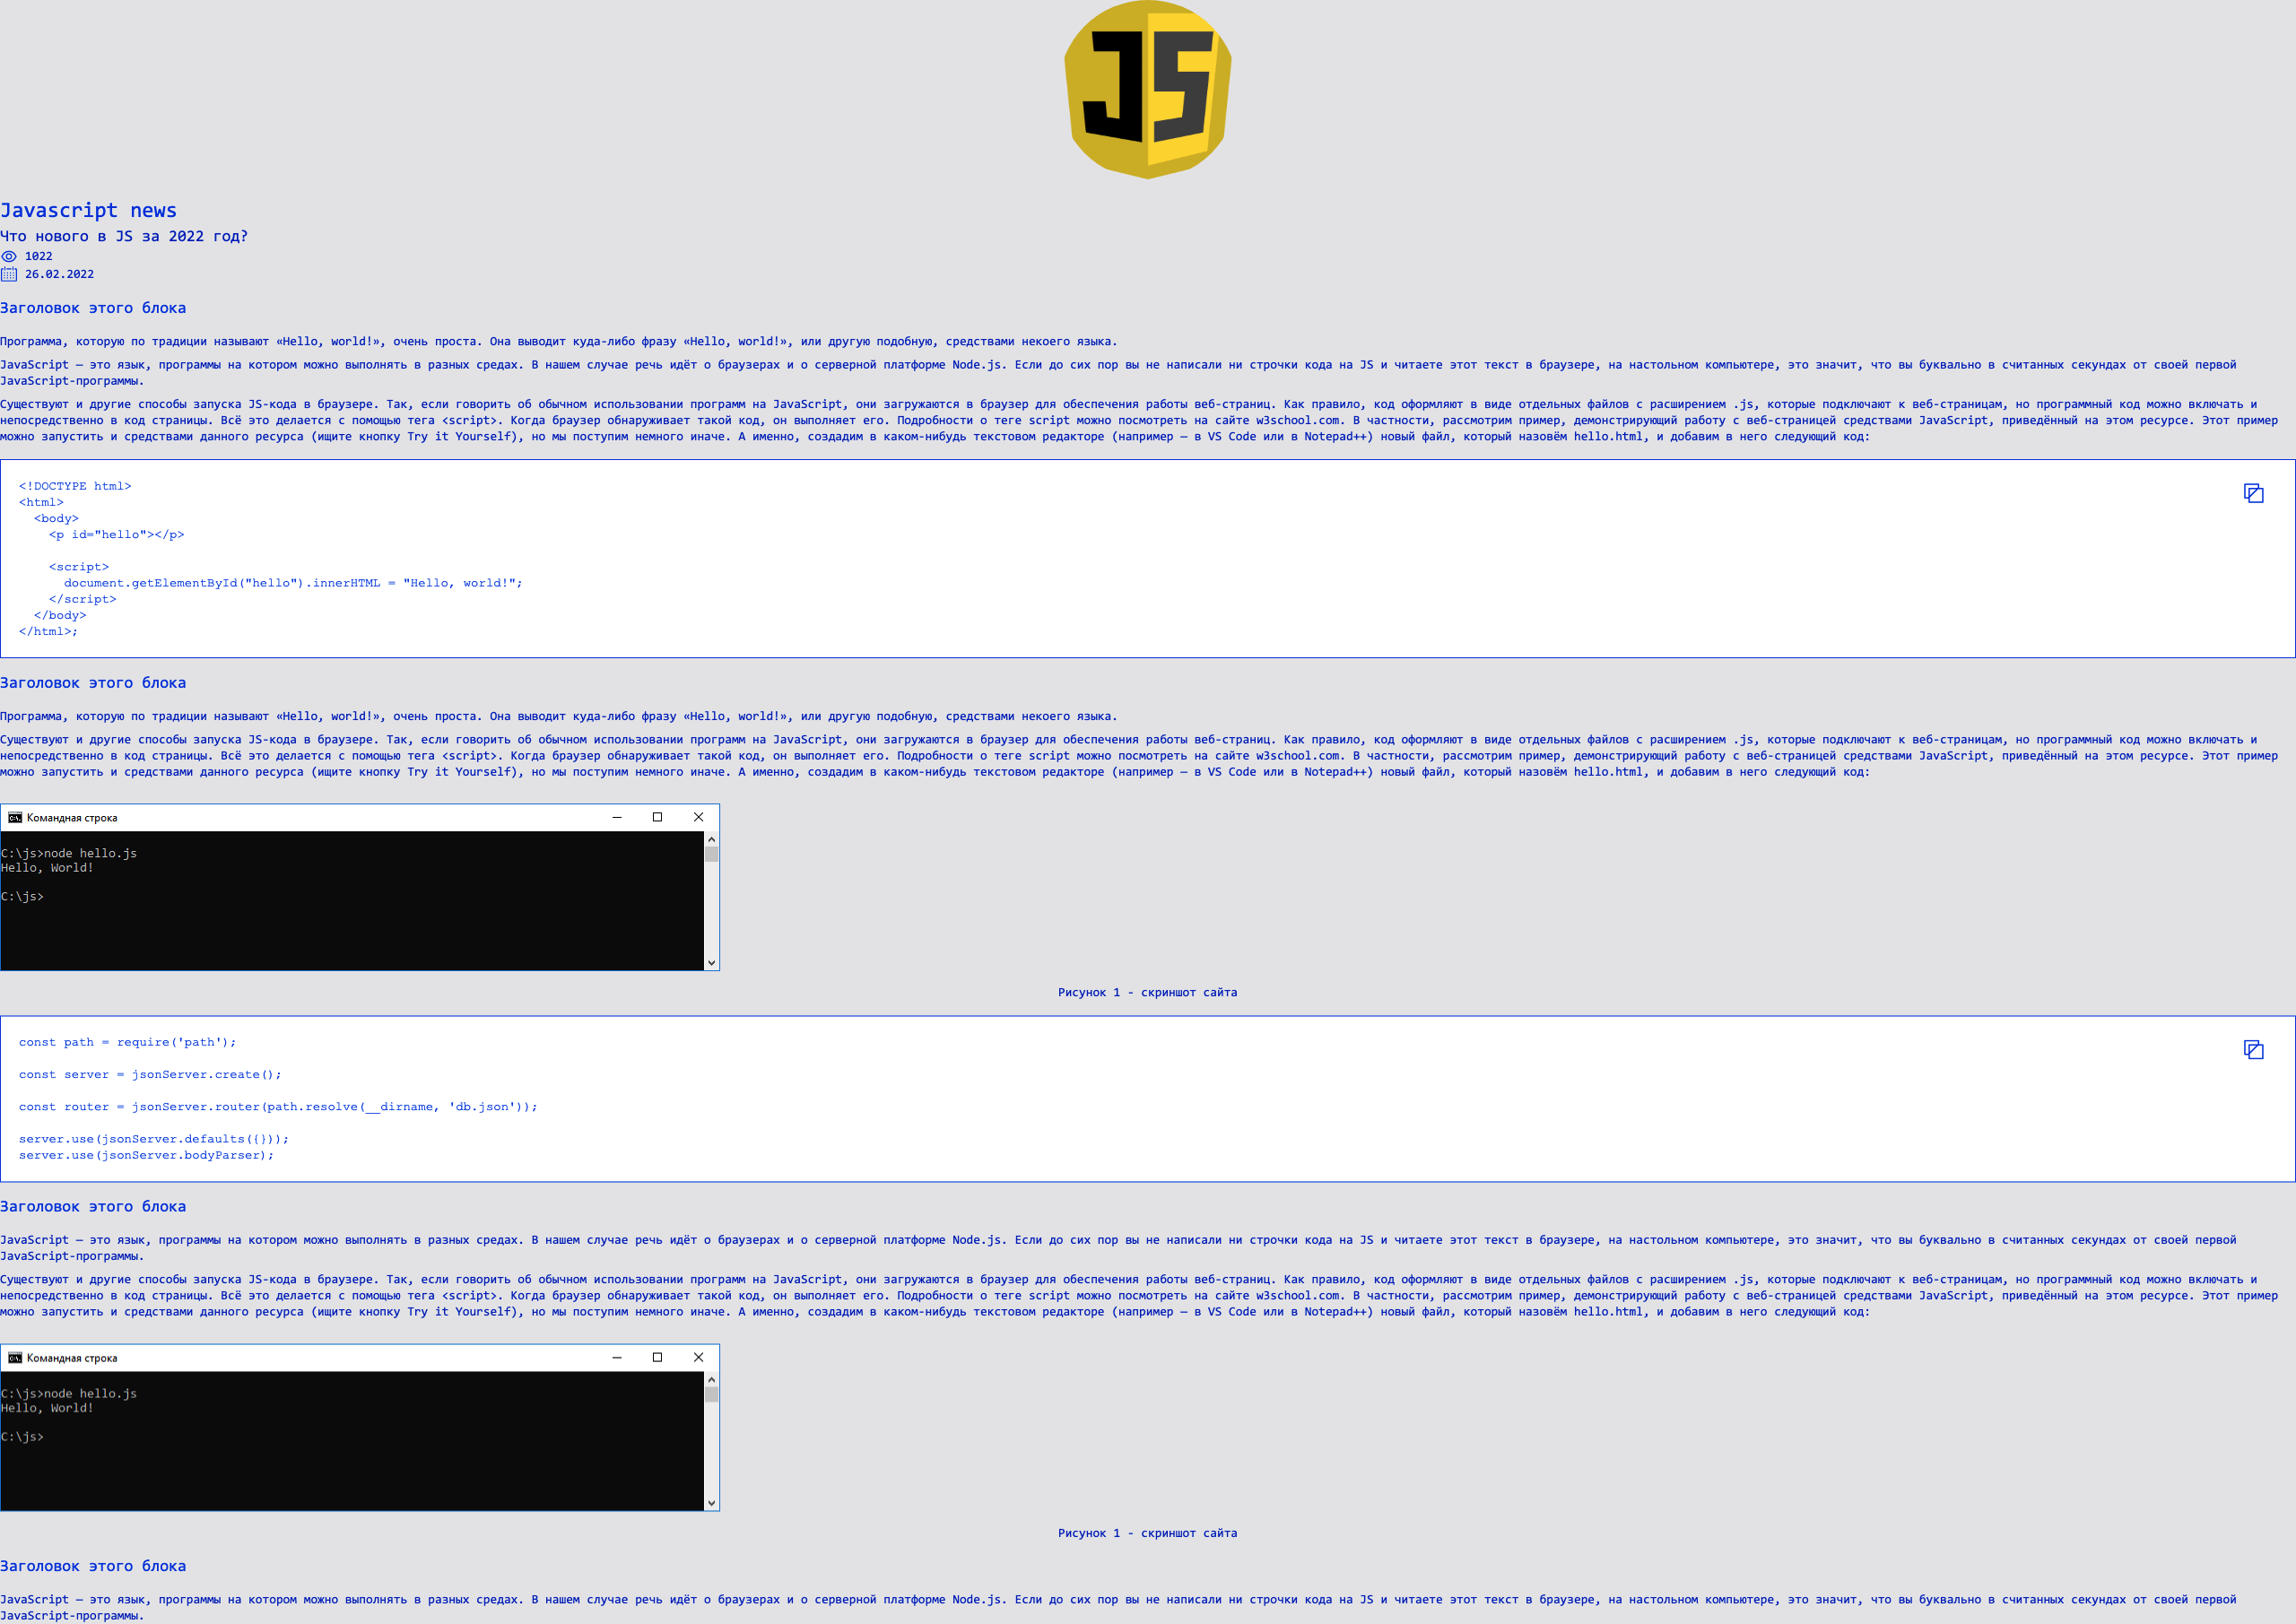 JS
Javascript news
Что нового в JS за 2022 год?
1022
26.02.2022
Заголовок этого блока
Программа, которую по традиции называют «Hello, world!», очень проста. Она выводит куда-либо фразу «Hello, world!», или другую подобную, средствами некоего языка.
JavaScript — это язык, программы на котором можно выполнять в разных средах. В нашем случае речь идёт о браузерах и о серверной платформе Node.js. Если до сих пор вы не написали ни строчки кода на JS и читаете этот текст в браузере, на настольном компьютере, это значит, что вы буквально в считанных секундах от своей первой
JavaScript-программы.
Существуют и другие способы запуска JS-кода в браузере. Так, если говорить об обычном использовании программ на JavaScript, они загружаются в браузер для обеспечения работы веб-страниц. Как правило, код оформляют в виде отдельных файлов с расширением .js, которые подключают к веб-страницам, но программный код можно включать и
непосредственно в код страницы. Всё это делается с помощью тега <script>. Когда браузер обнаруживает такой код, он выполняет его. Подробности о теге script можно посмотреть на сайте w3school.com. В частности, рассмотрим пример, демонстрирующий работу с веб-страницей средствами JavaScript, приведённый на этом ресурсе. Этот пример
можно запустить и средствами данного ресурса (ищите кнопку Try it Yourself), но мы поступим немного иначе. А именно, создадим в каком-нибудь текстовом редакторе (например — в VS Code или в Notepad++) новый файл, который назовём hello.html, и добавим в него следующий код:
<!DOCTYPE html>
<html>
  <body>
    <p id="hello"></p>
    <script>
      document.getElementById("hello").innerHTML = "Hello, world!";
    </script>
  </body>
</html>;
Заголовок этого блока
Программа, которую по традиции называют «Hello, world!», очень проста. Она выводит куда-либо фразу «Hello, world!», или другую подобную, средствами некоего языка.
Существуют и другие способы запуска JS-кода в браузере. Так, если говорить об обычном использовании программ на JavaScript, они загружаются в браузер для обеспечения работы веб-страниц. Как правило, код оформляют в виде отдельных файлов с расширением .js, которые подключают к веб-страницам, но программный код можно включать и
непосредственно в код страницы. Всё это делается с помощью тега <script>. Когда браузер обнаруживает такой код, он выполняет его. Подробности о теге script можно посмотреть на сайте w3school.com. В частности, рассмотрим пример, демонстрирующий работу с веб-страницей средствами JavaScript, приведённый на этом ресурсе. Этот пример
можно запустить и средствами данного ресурса (ищите кнопку Try it Yourself), но мы поступим немного иначе. А именно, создадим в каком-нибудь текстовом редакторе (например — в VS Code или в Notepad++) новый файл, который назовём hello.html, и добавим в него следующий код:
Командная строка
C:\js>node hello.js
Hello, World!
C:\js>
Рисунок 1 - скриншот сайта
const path = require('path');
const server = jsonServer.create();
const router = jsonServer.router(path.resolve(__dirname, 'db.json'));
server.use(jsonServer.defaults({}));
server.use(jsonServer.bodyParser);
Заголовок этого блока
JavaScript — это язык, программы на котором можно выполнять в разных средах. В нашем случае речь идёт о браузерах и о серверной платформе Node.js. Если до сих пор вы не написали ни строчки кода на JS и читаете этот текст в браузере, на настольном компьютере, это значит, что вы буквально в считанных секундах от своей первой
JavaScript-программы.
Существуют и другие способы запуска JS-кода в браузере. Так, если говорить об обычном использовании программ на JavaScript, они загружаются в браузер для обеспечения работы веб-страниц. Как правило, код оформляют в виде отдельных файлов с расширением .js, которые подключают к веб-страницам, но программный код можно включать и
непосредственно в код страницы. Всё это делается с помощью тега <script>. Когда браузер обнаруживает такой код, он выполняет его. Подробности о теге script можно посмотреть на сайте w3school.com. В частности, рассмотрим пример, демонстрирующий работу с веб-страницей средствами JavaScript, приведённый на этом ресурсе. Этот пример
можно запустить и средствами данного ресурса (ищите кнопку Try it Yourself), но мы поступим немного иначе. А именно, создадим в каком-нибудь текстовом редакторе (например — в VS Code или в Notepad++) новый файл, который назовём hello.html, и добавим в него следующий код:
Командная строка
C:\js>node hello.js
Hello, World!
C:\js>
Рисунок 1 - скриншот сайта
Заголовок этого блока
JavaScript — это язык, программы на котором можно выполнять в разных средах. В нашем случае речь идёт о браузерах и о серверной платформе Node.js. Если до сих пор вы не написали ни строчки кода на JS и читаете этот текст в браузере, на настольном компьютере, это значит, что вы буквально в считанных секундах от своей первой
JavaScript-программы.